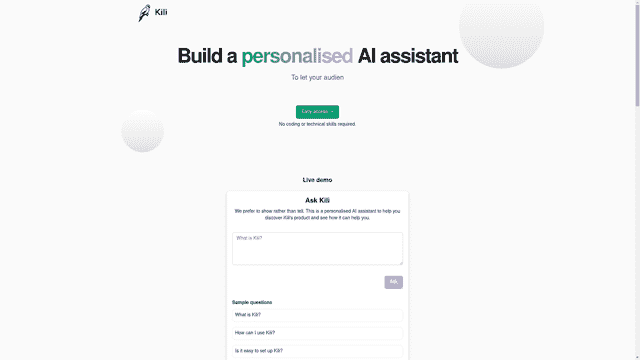 Kili
Build a personalised AI assistant
To let your audien
Early access →
No coding or technical skills required
Live demo
Ask Kili
We prefer to show rather than tell. This is a personalised AI assistant to help you
discover Kili's product and see how it can help you.
What is Kili?
Ask
Sample questions
What is Kili?
How can I use Kili?
Is it easy to set up Kili?